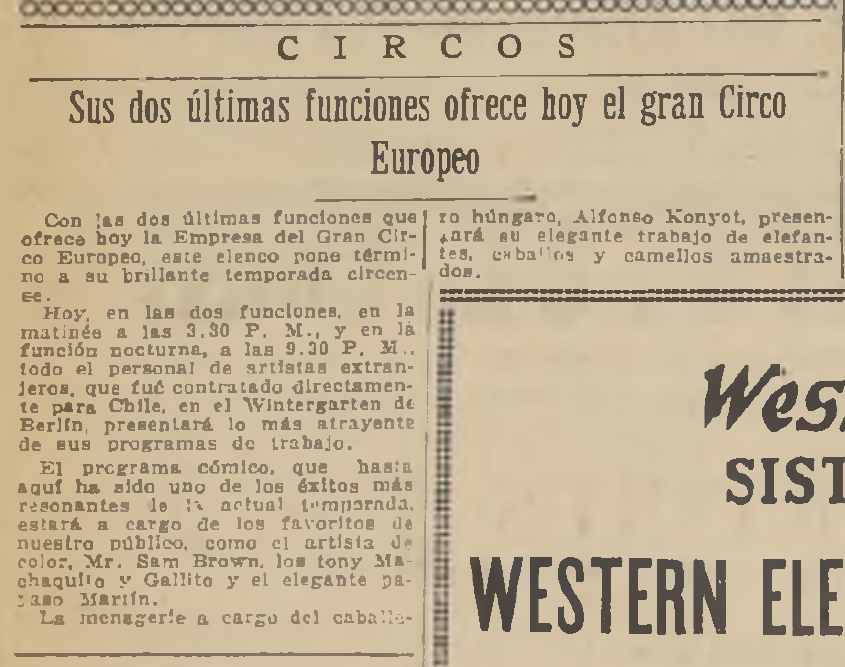 CIRCOS
Sus dos últimas funciones ofrece hoy el gran Circo
Europeo
Con las dos últimas funciones que
ofrece hoy la Empresa del Gran Cir-
co Europeo, este elenco pone térmi-
no a su brillante temporada circen-
se.
Hoy, en las dos funciones, en la
matinée a las 3.30 P. M., y en la
función nocturna, a las 9.30 P. M.,
todo el personal de artistas extran-
jeros, que fué contratado directamen-
te para Chile, en el Wintergarten de
Berlín, presentará lo más atrayente
de sus programas de trabajo.
El programa cómico, que hasta
aquí ha sido uno de los éxitos más
resonantes de la actual temporada,
estará a cargo de los favoritos de
nuestro público, como el artista de
color, Mr. Sam Brown, los tony Ma-
chaquito y Gallito y el elegante pa-
yaso Martín.
La menagerie a cargo del caballe-
ro húngaro, Alfonso Konyot, presen-
tará su elegante trabajo de elefan-
tes, caballos y camellos amaestra-
dos.
Wes
SIST
WESTERN ELE